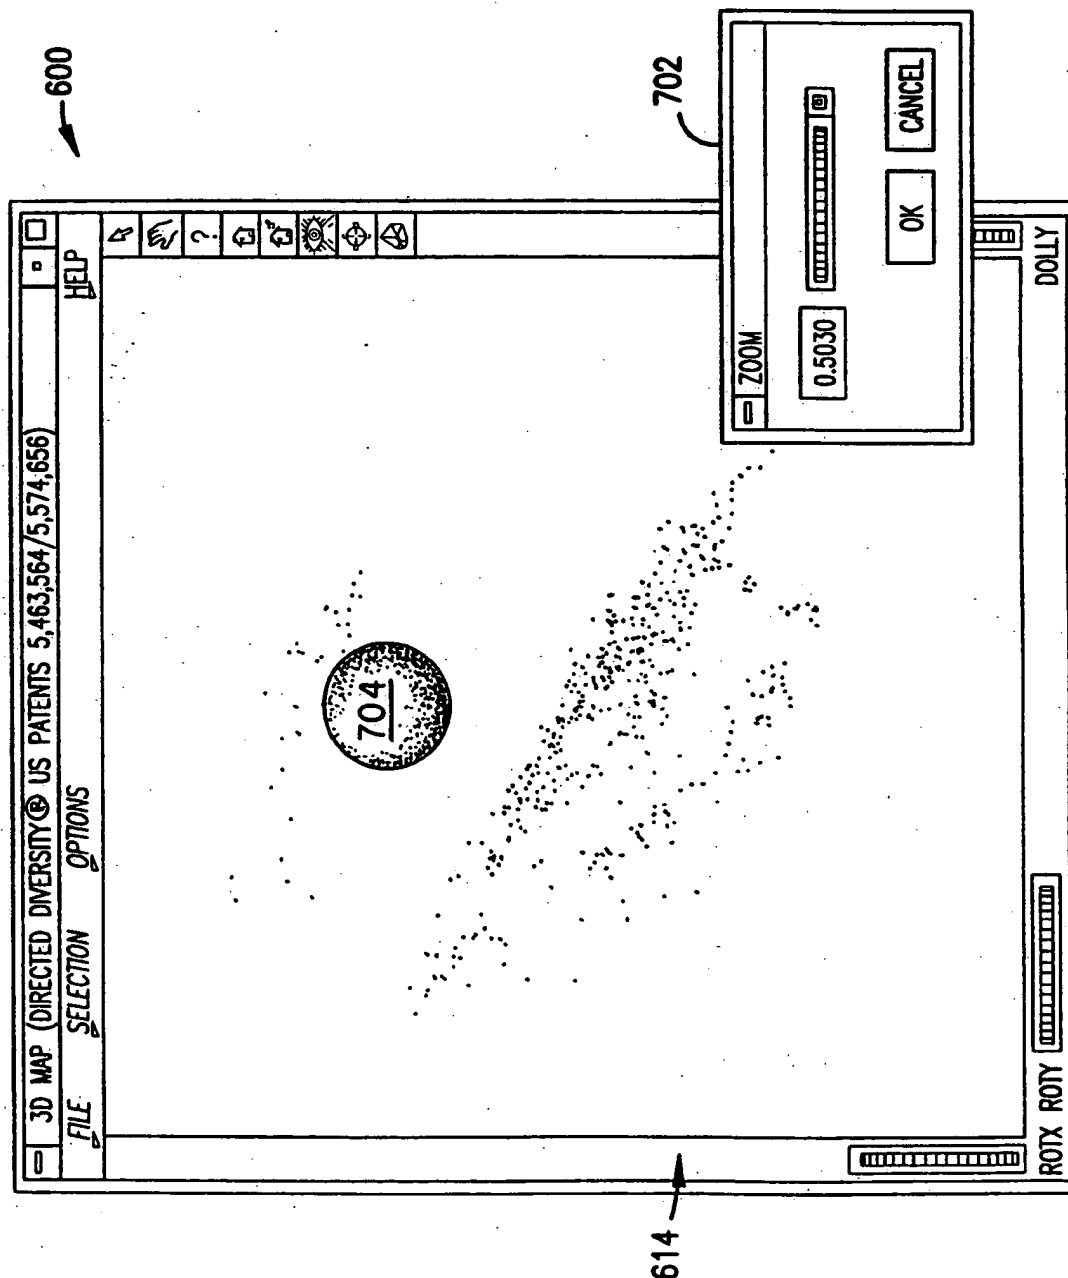 600
3D MAP (DIRECTED DIVERSITY® US PATENTS 5,463,564/5,574,656)
FILE SELECTION OPTIONS HELP
?
704
702
ZOOM
0.5030
OK CANCEL
614
ROTX ROTY DOLLY